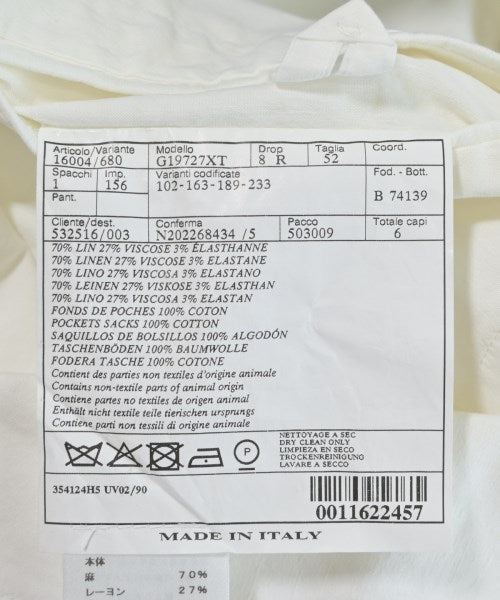 Articolo/Variante Modello Drop Taglia Coord.
16004/680 G19727XT 8 R 52
Spacchi Imp. Varianti codificate Fod. - Bott.
1 156 102-163-189-233
Pant. B 74139
Cliente/dest. Conferma Pacco Totale capi
532516/003 N202268434 /5 503009 6
70% LIN 27% VISCOSE 3% ÉLASTHANNE
70% LINEN 27% VISCOSE 3% ELASTANE
70% LINO 27% VISCOSA 3% ELASTANO
70% LEINEN 27% VISKOSE 3% ELASTHAN
70% LINO 27% VISCOSA 3% ELASTAN
FONDS DE POCHES 100% COTON
POCKETS SACKS 100% COTTON
SAQUILLOS DE BOLSILLOS 100% ALGODÓN
TASCHENBÖDEN 100% BAUMWOLLE
FODERA TASCHE 100% COTONE
Contient des parties non textiles d'origine animale
Contains non-textile parts of animal origin
Contiene partes no textiles de origen animal
Enthält nicht textile teile tierischen ursprungs
Contiene parti non tessili di origine animale
P
NETTOYAGE A SEC
DRY CLEAN ONLY
LIMPIEZA EN SECO
TROCKENREINIGUNG
LAVARE A SECCO
354124H5 UV02/90
0011622457
MADE IN ITALY
本体
麻 70%
レーヨン 27%